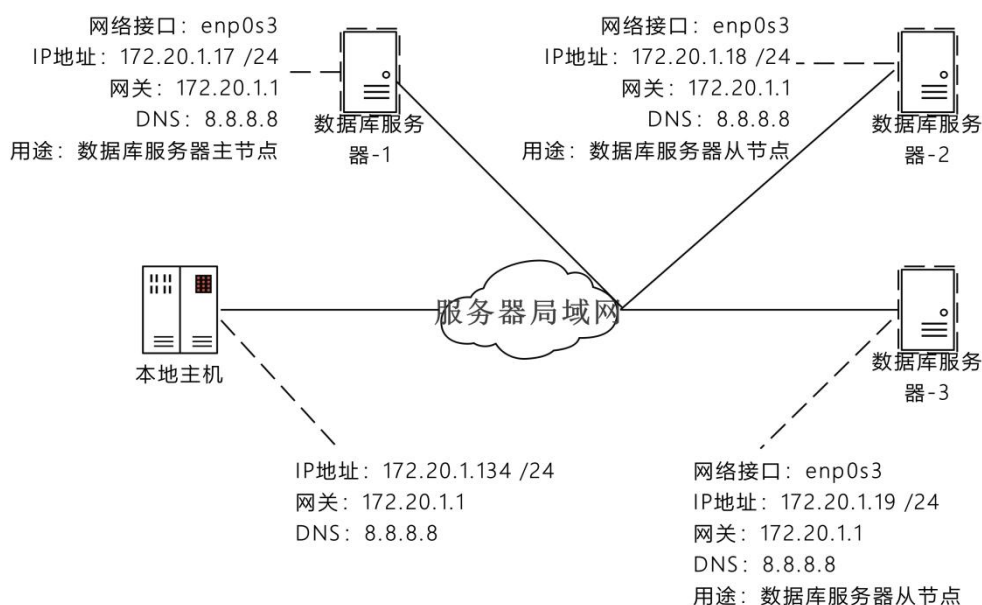 网络接口：enp0s3
IP地址：172.20.1.17 /24
网关：172.20.1.1
DNS：8.8.8.8
用途：数据库服务器主节点
数据库服务
器-1
网络接口：enp0s3
IP地址：172.20.1.18 /24
网关：172.20.1.1
DNS：8.8.8.8
用途：数据库服务器从节点
数据库服务
器-2
本地主机
服务器局域网
数据库服务
器-3
IP地址：172.20.1.134 /24
网关：172.20.1.1
DNS：8.8.8.8
网络接口：enp0s3
IP地址：172.20.1.19 /24
网关：172.20.1.1
DNS：8.8.8.8
用途：数据库服务器从节点